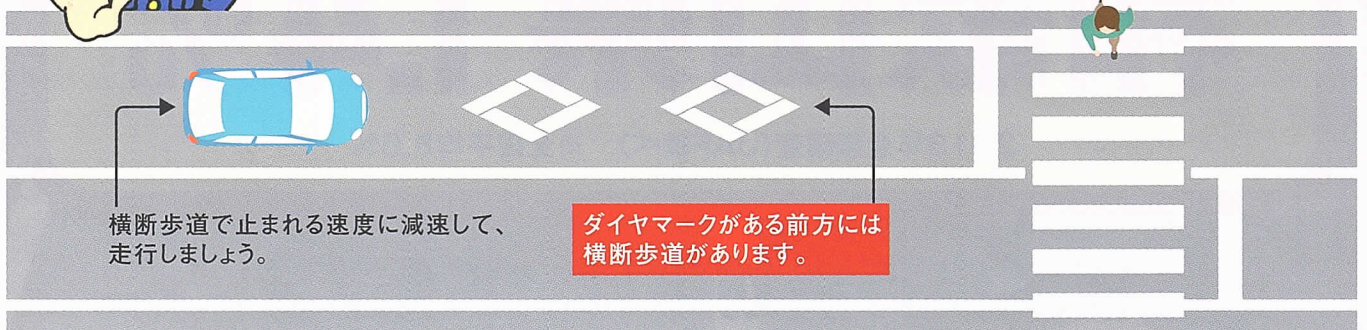 横断歩道で止まれる速度に減速して、
走行しましょう。
ダイヤマークがある前方には
横断歩道があります。